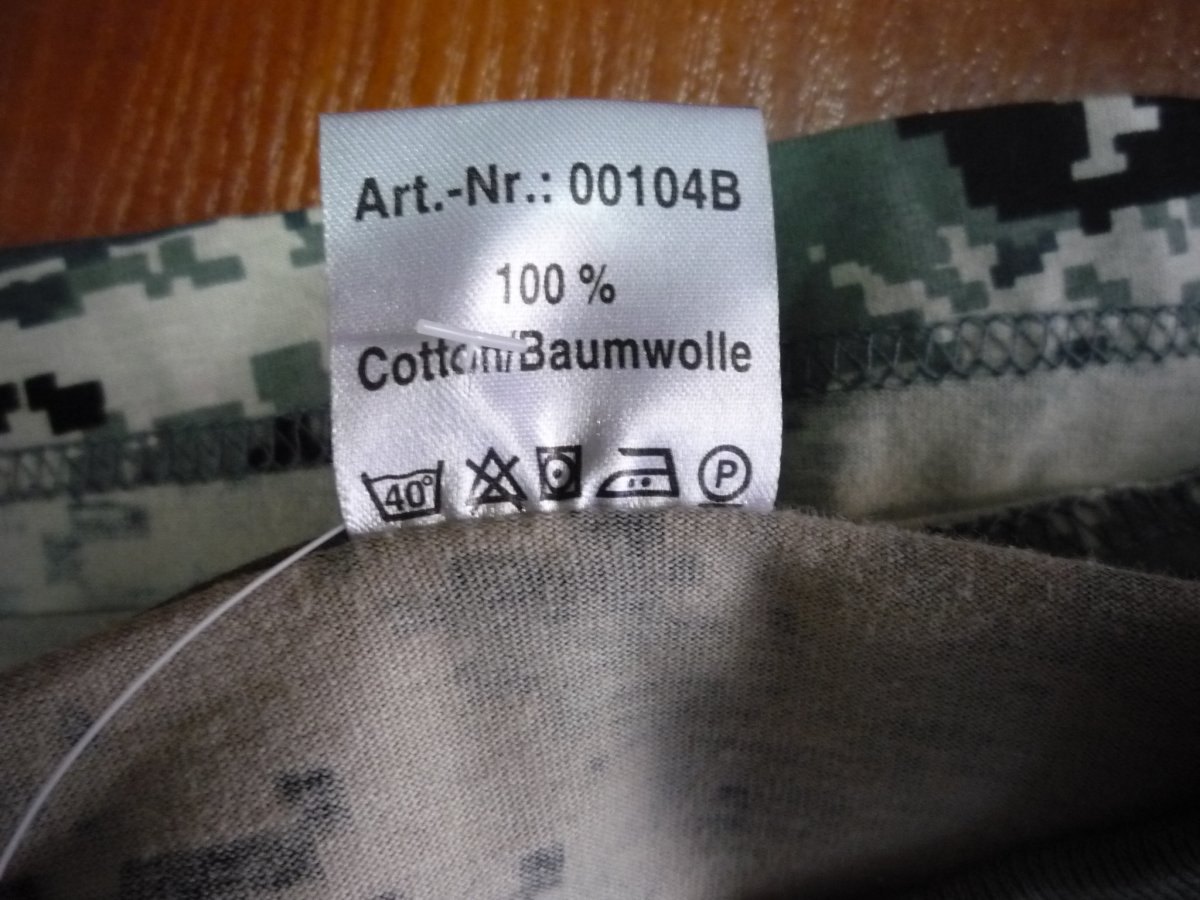 Art.-Nr.: 00104B
100 %
Cotton/Baumwolle
40° P